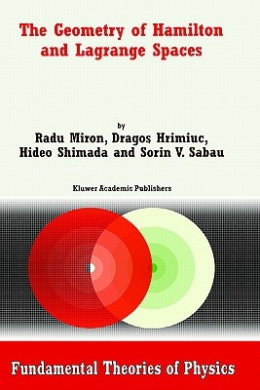 The Geometry of Hamilton
and Lagrange Spaces
by
Radu Miron, Dragoş Hrimiuc,
Hideo Shimada and Sorin V. Sabau
Kluwer Academic Publishers
Fundamental Theories of Physics